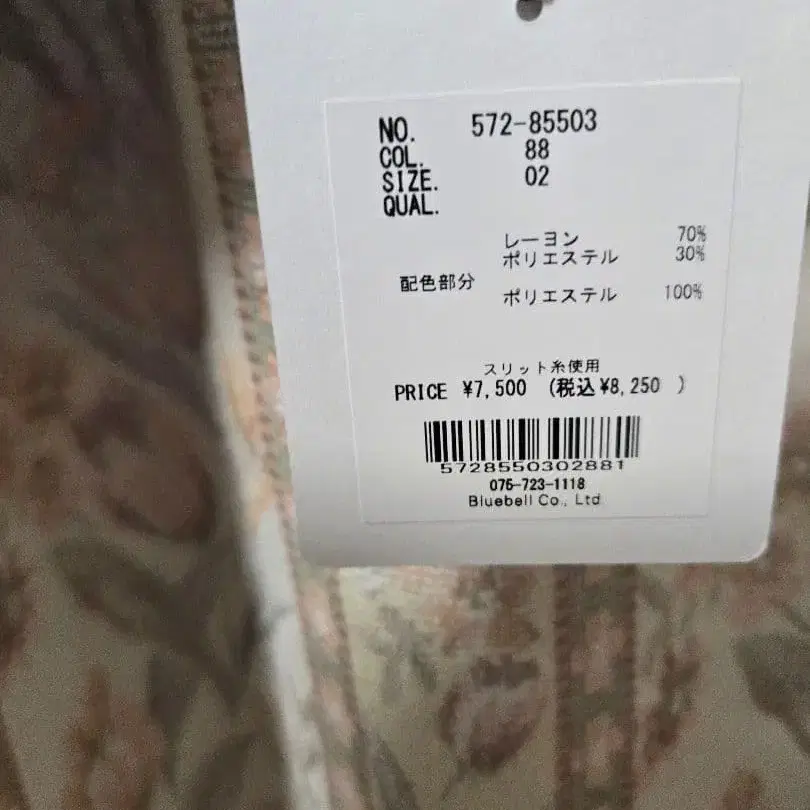 NO. 572-85503
COL. 88
SIZE. 02
QUAL.
レーヨン 70%
ポリエステル 30%
配色部分
ポリエステル 100%
スリット糸使用
PRICE ¥7,500 (税込¥8,250 )
5728550302881
075-723-1118
Bluebell Co., Ltd